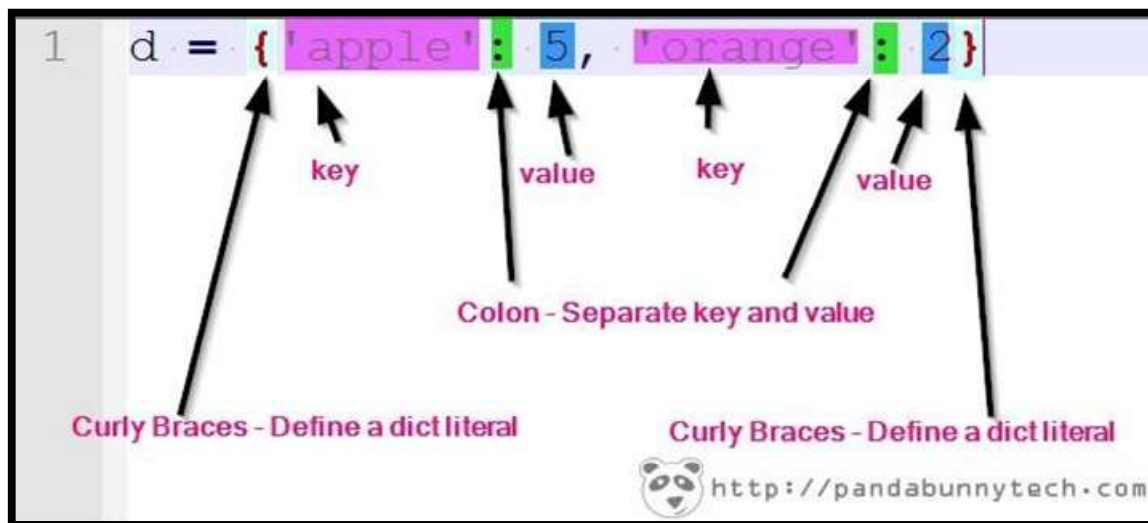 1 d = {'apple': 5, 'orange': 2}
key value key value
Colon - Separate key and value
Curly Braces - Define a dict literal
Curly Braces - Define a dict literal
http://pandabunnytech.com